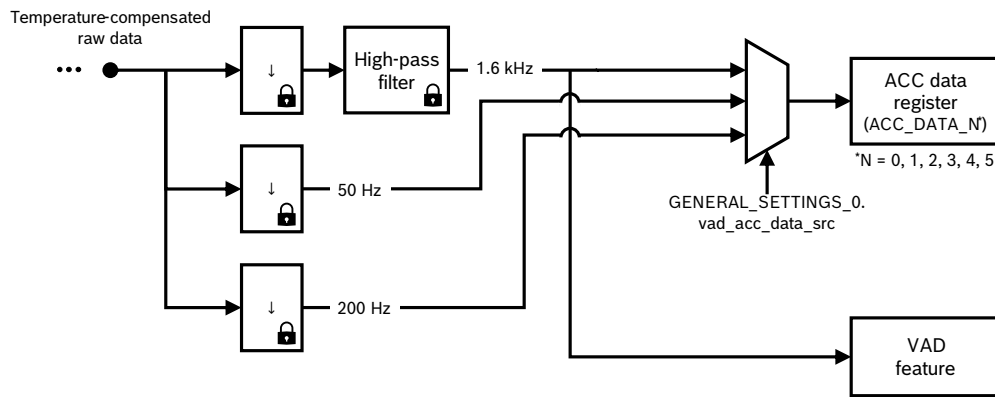 Temperature-compensated
raw data
•••
↓
High-pass
filter
1.6 kHz
ACC data
register
(ACC_DATA_N*)
*N = 0, 1, 2, 3, 4, 5
↓
50 Hz
GENERAL_SETTINGS_0.
vad_acc_data_src
↓
200 Hz
VAD
feature